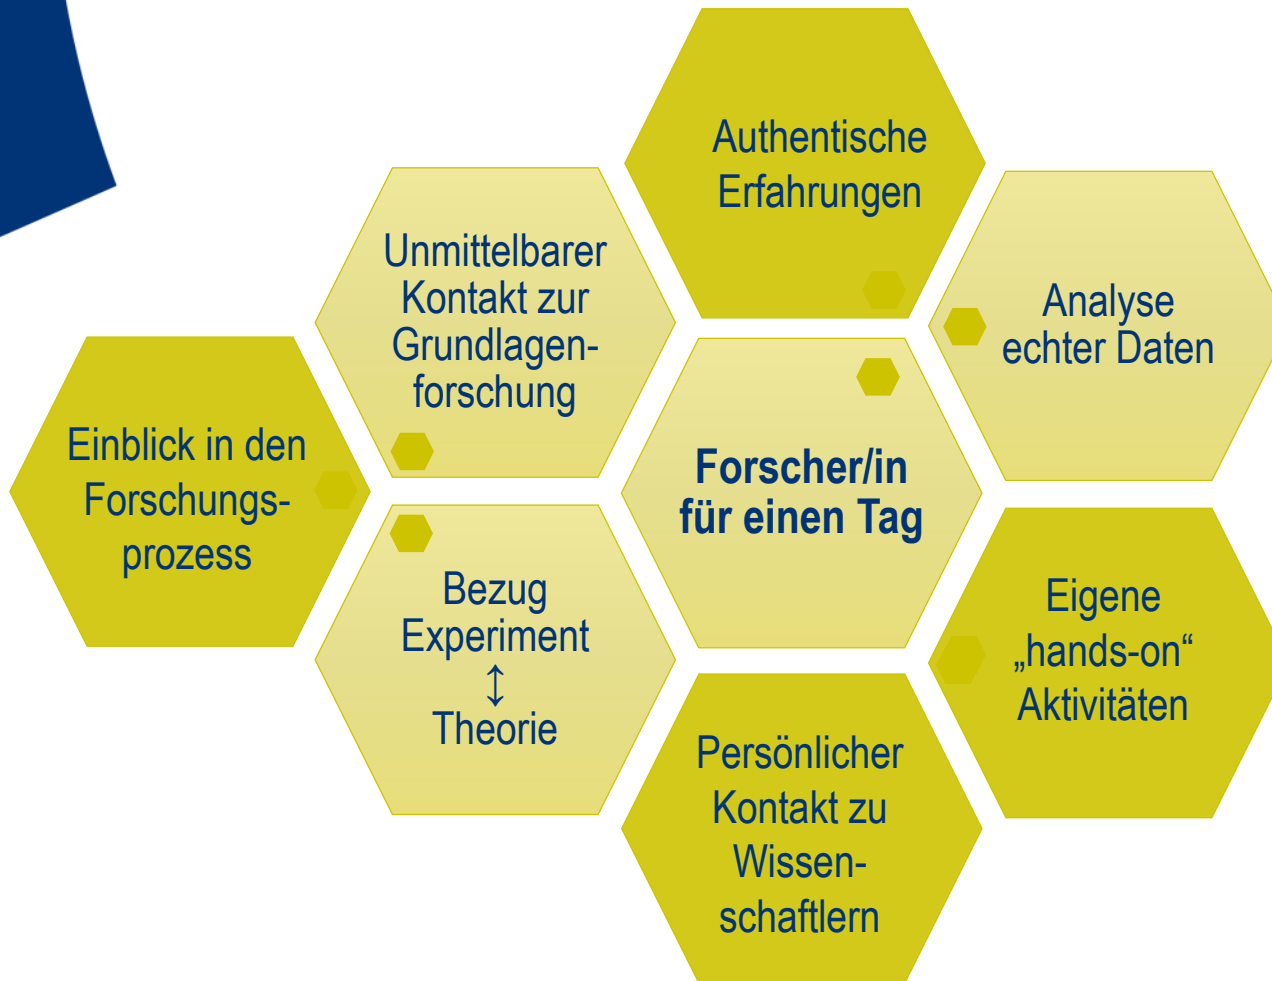 Authentische
Erfahrungen
Unmittelbarer
Kontakt zur
Grundlagen-
forschung
Analyse
echter Daten
Einblick in den
Forschungs-
prozess
Forscher/in
für einen Tag
Bezug
Experiment
↕
Theorie
Eigene
„hands-on“
Aktivitäten
Persönlicher
Kontakt zu
Wissen-
schaftlern